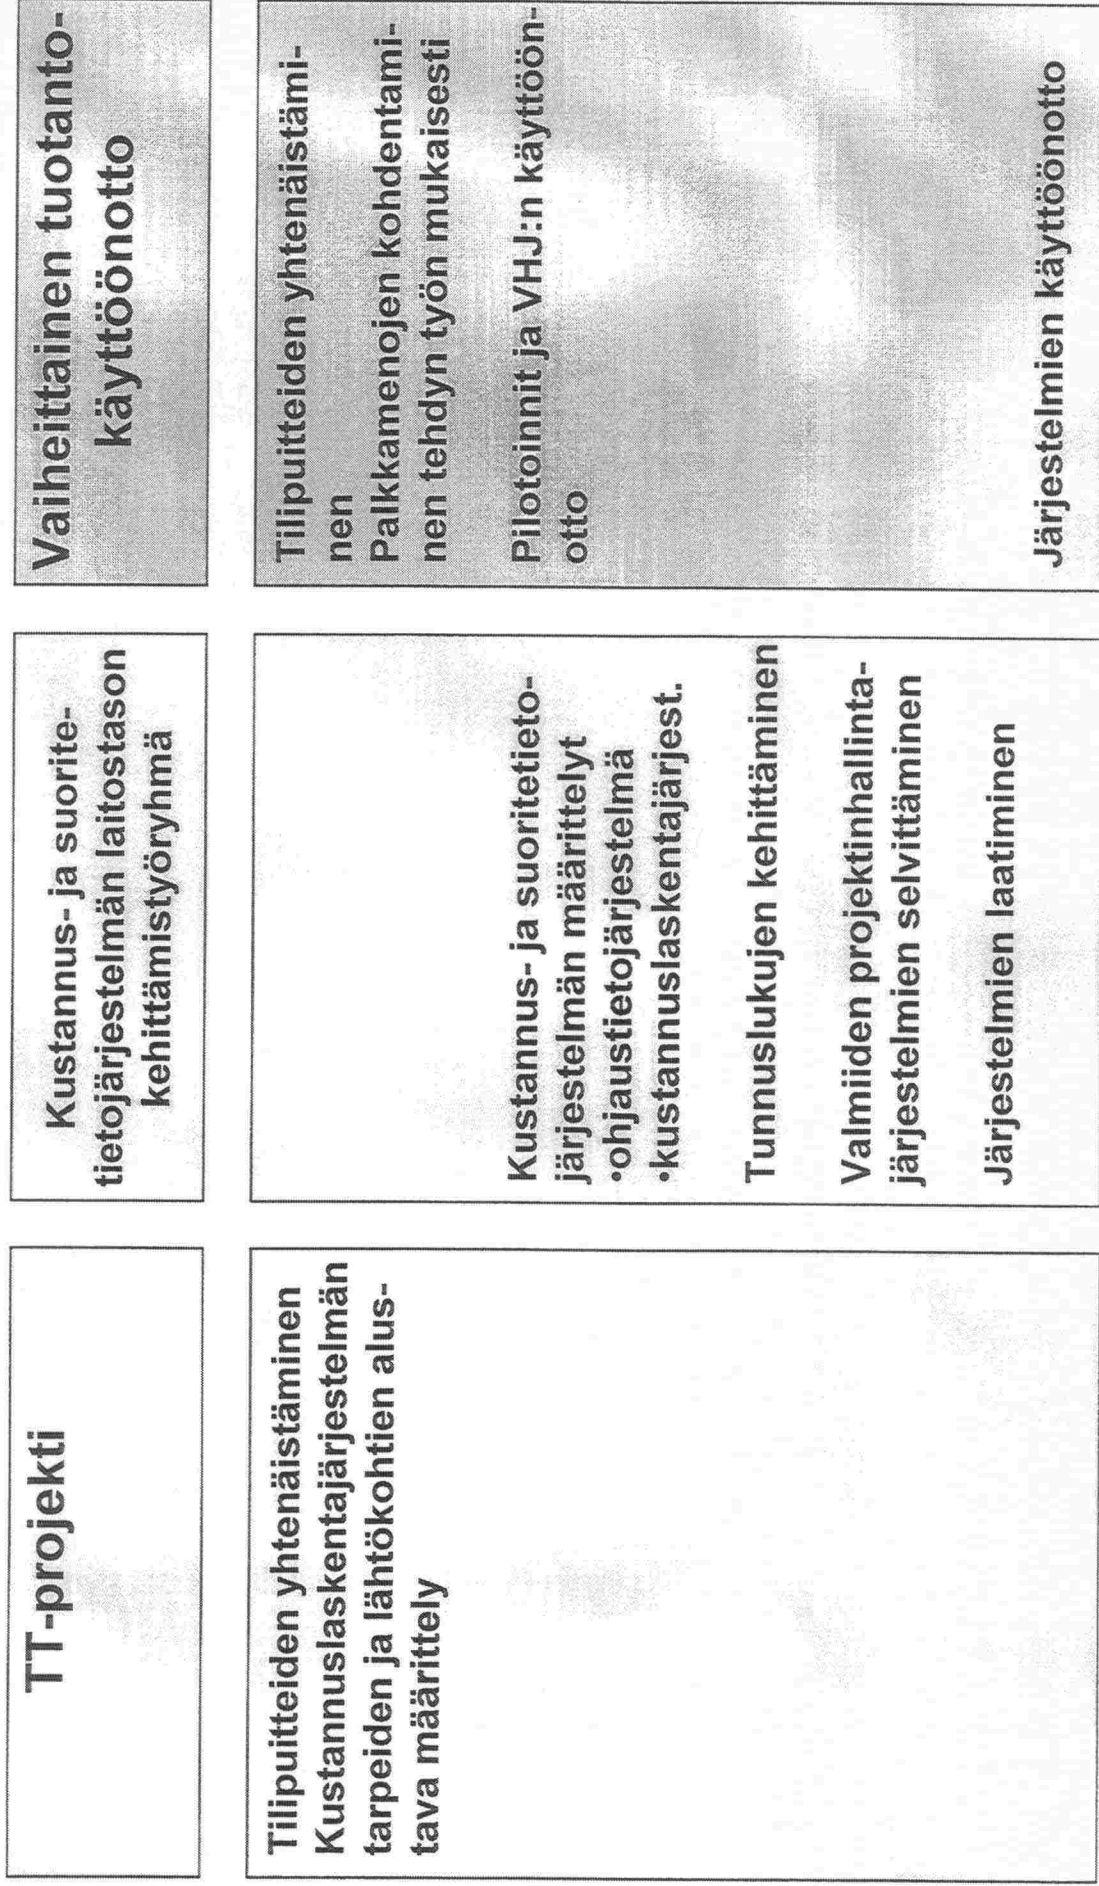 TT-projekti
Tilipuitteiden yhtenäistäminen
Kustannuslaskentajärjestelmän
tarpeiden ja lähtökohtien alus-
tava määrittely
Kustannus- ja suorite-
tietojärjestelmän laitostason
kehittämistyöryhmä
Kustannus- ja suoritetieto-
järjestelmän määrittelyt
•ohjaustietojärjestelmä
•kustannuslaskentajärjest.
Tunnuslukujen kehittäminen
Valmiiden projektinhallinta-
järjestelmien selvittäminen
Järjestelmien laatiminen
Vaiheittainen tuotanto-
käyttöönotto
Tilipuitteiden yhtenäistämi-
nen
Palkkamenojen kohdentami-
nen tehdyn työn mukaisesti
Pilotoinnit ja VHJ:n käyttöön-
otto
Järjestelmien käyttöönotto